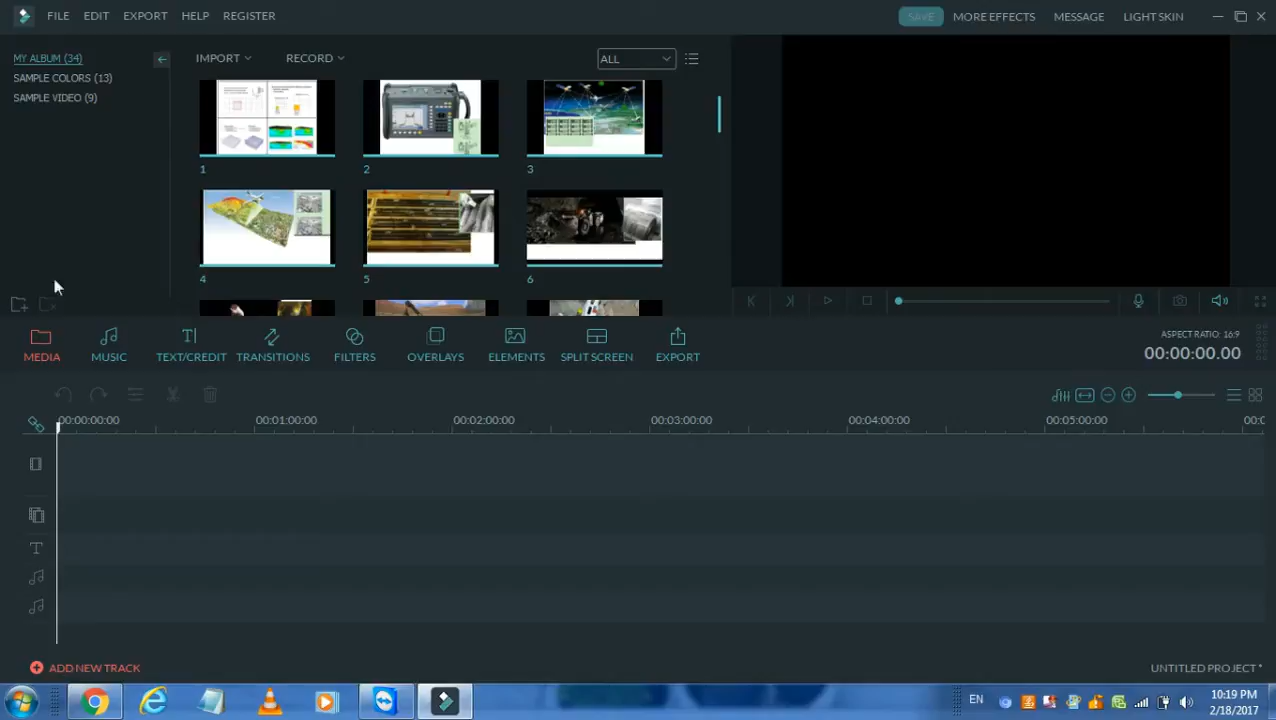 FILE EDIT EXPORT HELP REGISTER SAVE MORE EFFECTS MESSAGE LIGHT SKIN
MY ALBUM (34)
SAMPLE COLORS (13)
SAMPLE VIDEO (9)
IMPORT RECORD ALL
1 2 3
4 5 6
MEDIA MUSIC TEXT/CREDIT TRANSITIONS FILTERS OVERLAYS ELEMENTS SPLIT SCREEN EXPORT
ASPECT RATIO: 16:9
00:00:00.00
00:00:00:00 00:01:00:00 00:02:00:00 00:03:00:00 00:04:00:00 00:05:00:00
ADD NEW TRACK
UNTITLED PROJECT *
EN
10:19 PM
2/18/2017